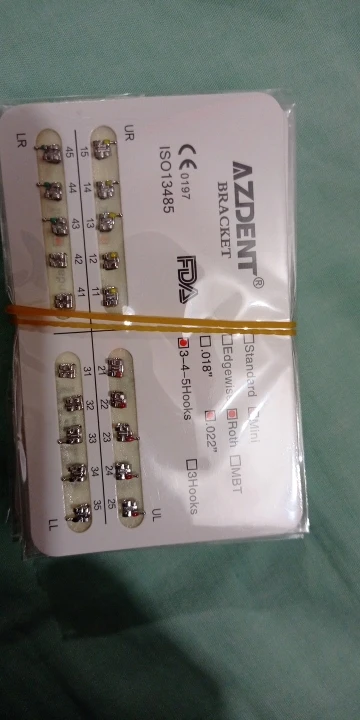 AZDENT®
BRACKET
CE 0197
ISO13485
FDA
Standard Mini
Edgewis Roth MBT
.018" .022"
3-4-5Hooks 3Hooks
UR
15 14 13 12 11 21 22 23 24 25
UL
LR
45 44 43 42 41 31 32 33 34 35
LL